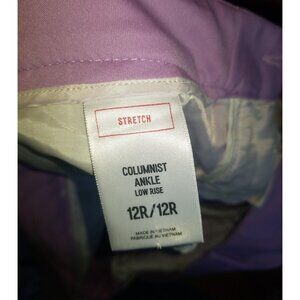 STRETCH
COLUMNIST
ANKLE
LOW RISE
12R/12R
MADE IN VIETNAM
FABRIQUÉ AU VIETNAM